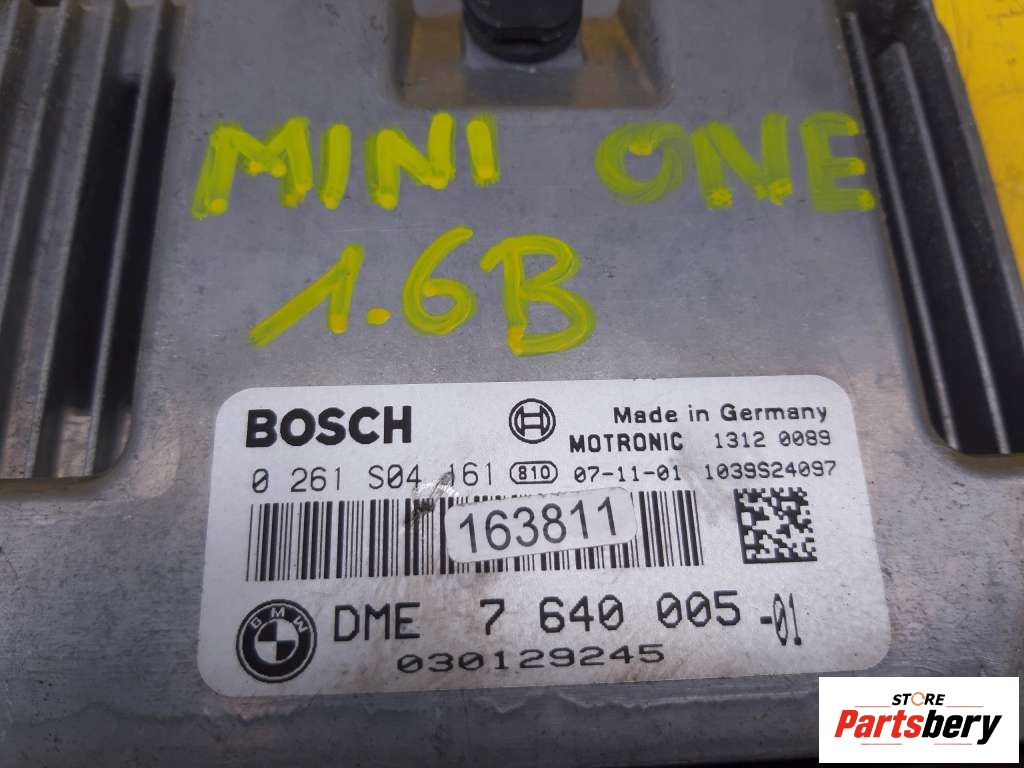 MINI ONE
1.6B
BOSCH
Made in Germany
MOTRONIC 1312 0089
0 261 S04 161 810 07-11-01 1039S24097
163811
BMW
DME 7 640 005 -01
030129245
STORE
Partsbery